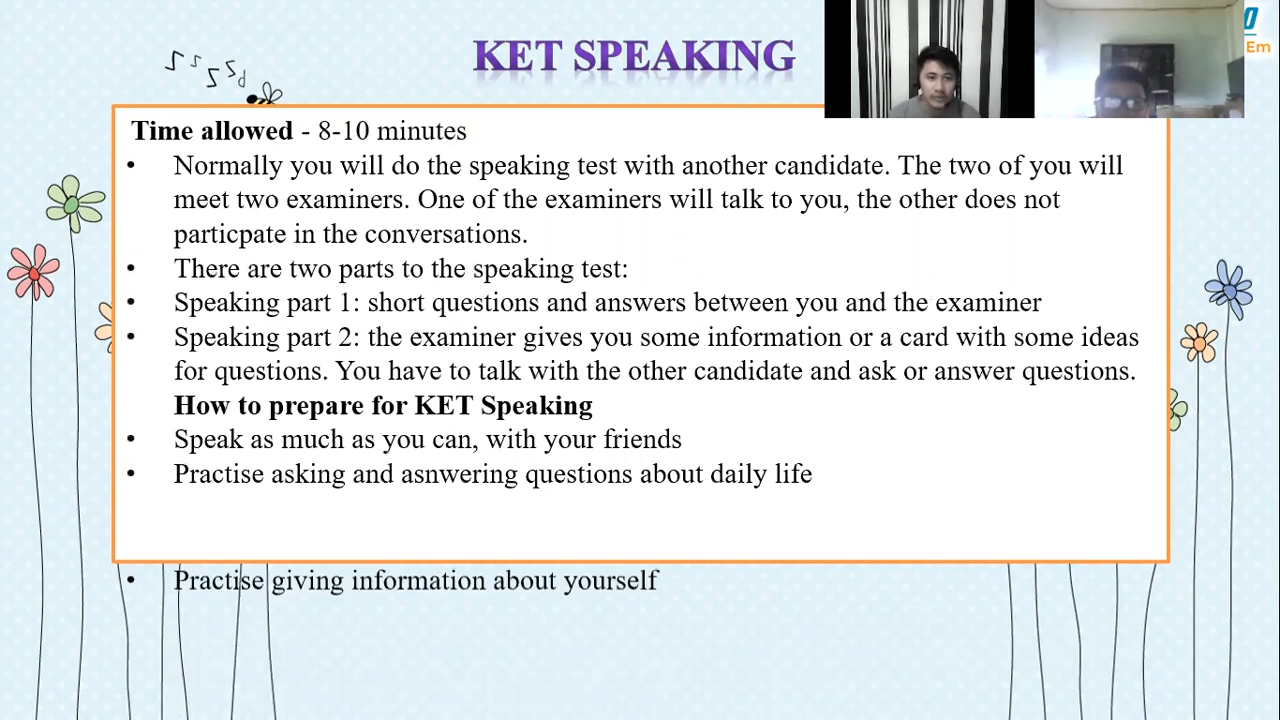 KET SPEAKING
Em
Time allowed - 8-10 minutes
• Normally you will do the speaking test with another candidate. The two of you will
meet two examiners. One of the examiners will talk to you, the other does not
particpate in the conversations.
• There are two parts to the speaking test:
• Speaking part 1: short questions and answers between you and the examiner
• Speaking part 2: the examiner gives you some information or a card with some ideas
for questions. You have to talk with the other candidate and ask or answer questions.
How to prepare for KET Speaking
• Speak as much as you can, with your friends
• Practise asking and asnwering questions about daily life
• Practise giving information about yourself